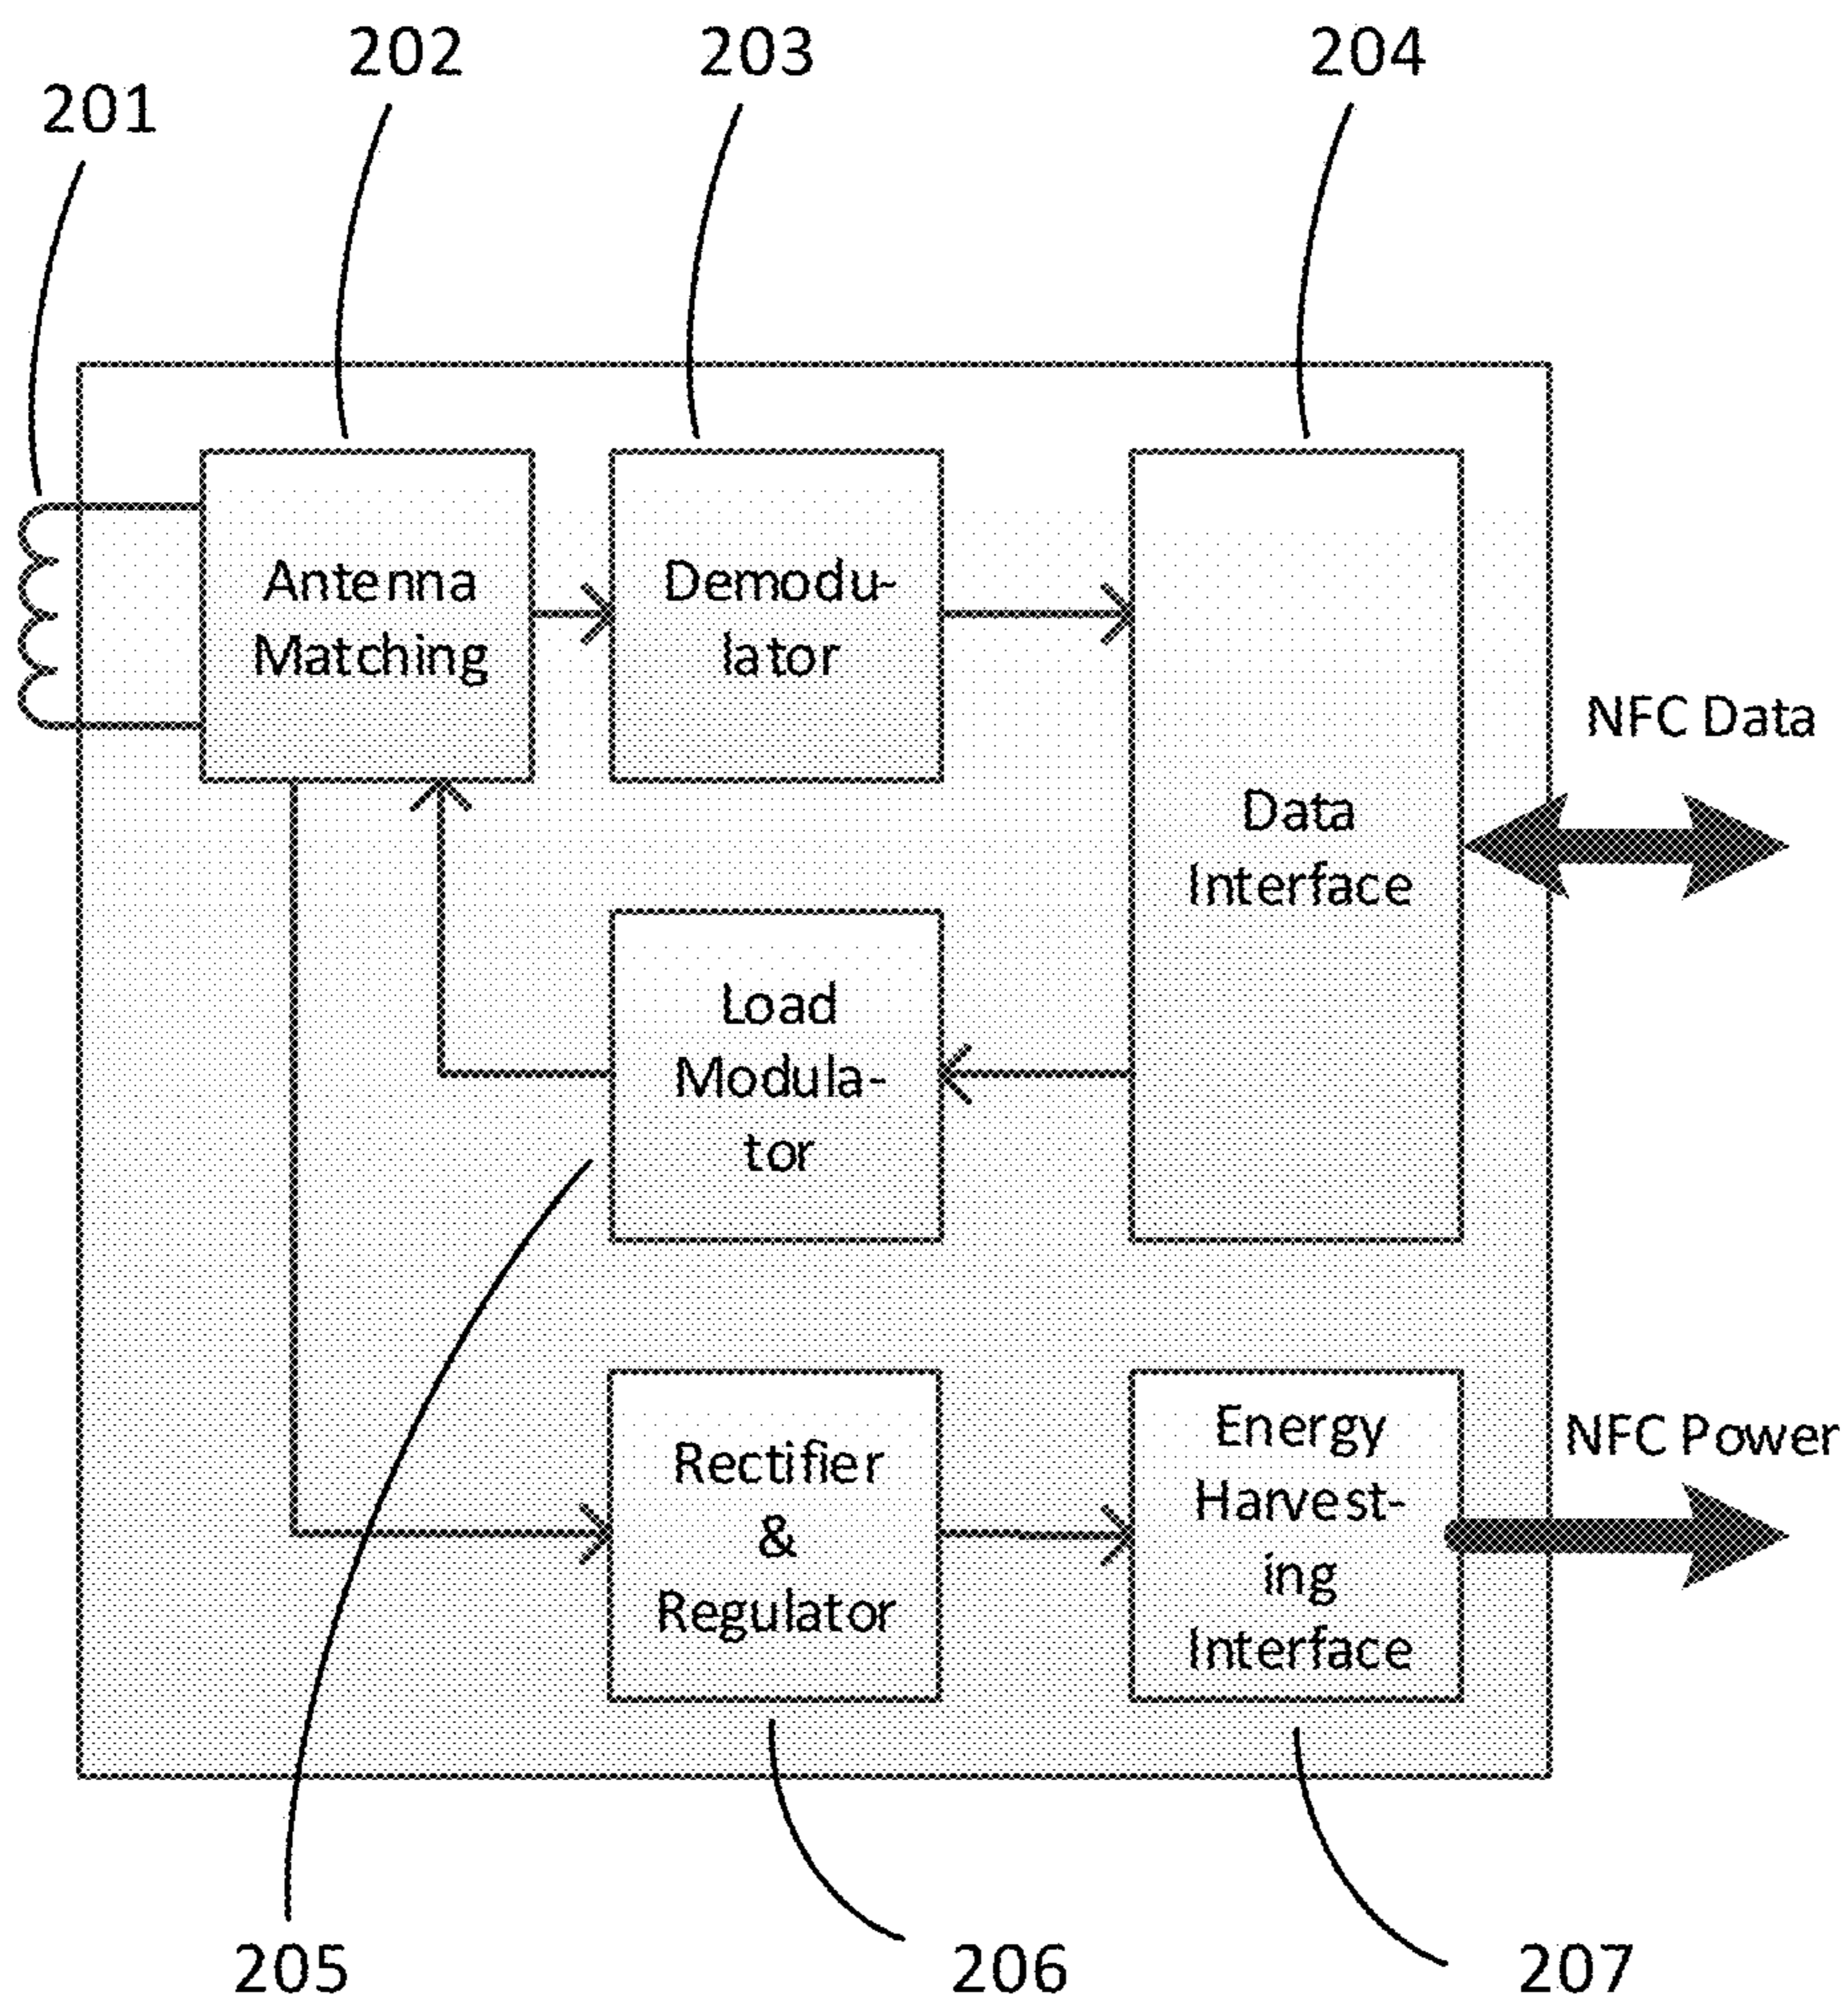 202
203
204
201
Antenna
Matching
Demodu-
lator
NFC Data
Data
Interface
Load
Modula-
tor
Energy
Harvest-
ing
Interface
NFC Power
Rectifier
&
Regulator
205
206
207